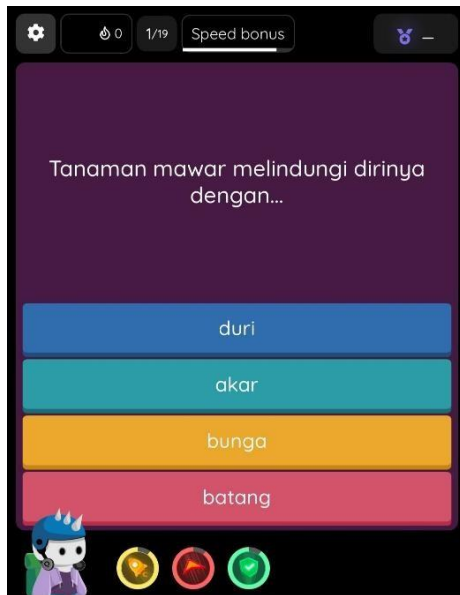 0 1/19 Speed bonus –
Tanaman mawar melindungi dirinya
dengan...
duri
akar
bunga
batang